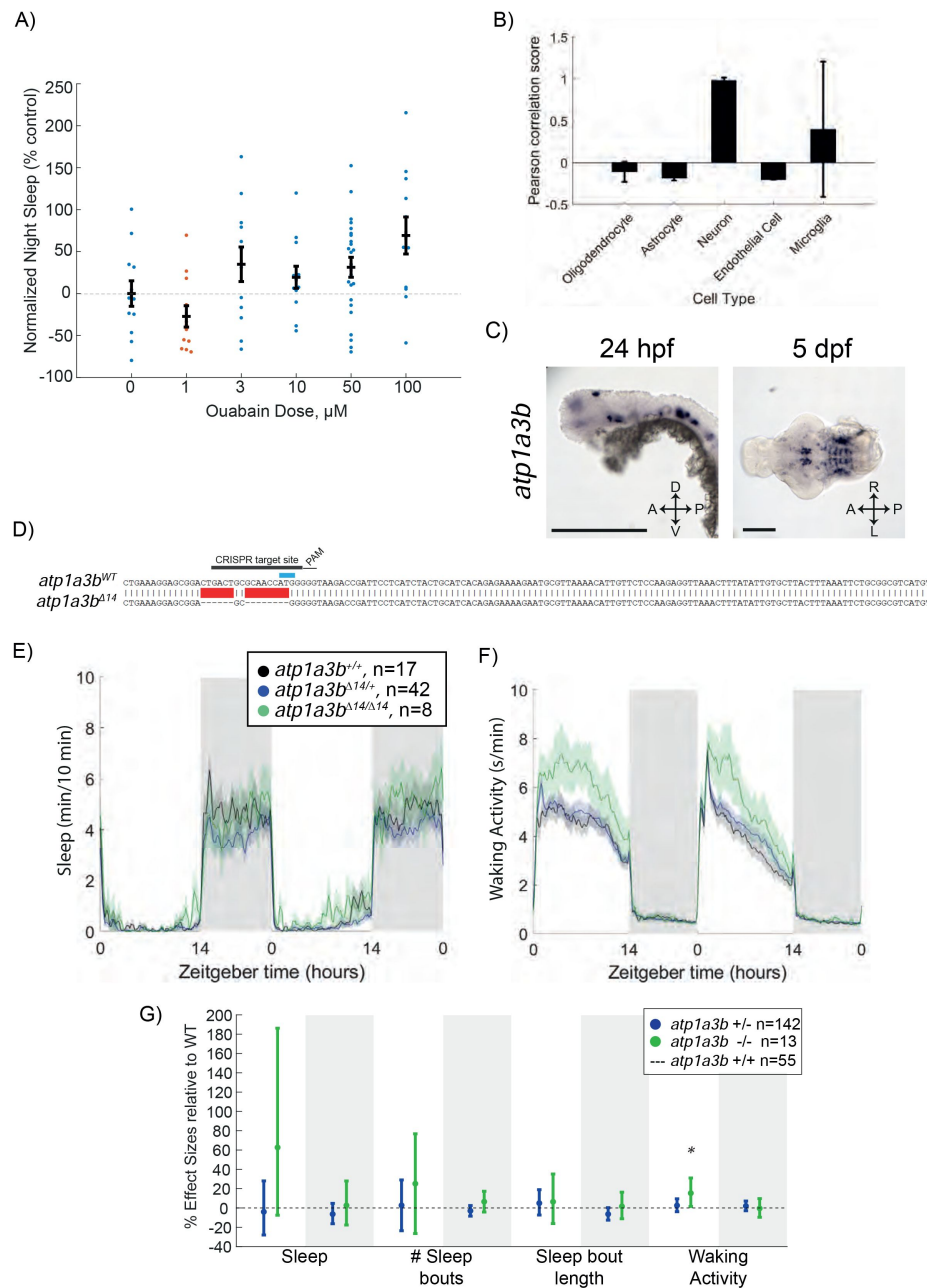 A)
Normalized Night Sleep (% control)
250
200
150
100
50
0
-50
-100
0 1 3 10 50 100
Ouabain Dose, µM
B)
Pearson correlation score
1.5
1
0.5
0
-0.5
Oligodendrocyte
Astrocyte
Neuron
Endothelial Cell
Microglia
Cell Type
C)
24 hpf 5 dpf
atp1a3b
D
A P
V
R
A P
L
D)
CRISPR target site PAM
atp1a3bWT CTGAAAGGAGCGGACTGACTGCGCAACCATGGGGGTAAGACCGATTCCTCATCTACTGCATCACAGAGAAAAGAATGCGTTAAAACATTGTTCTCCAAGAGGTTAAACTTTATATTGTGCTTACTTTAAATTCTGCGGCGTCATG
atp1a3bΔ14 CTGAAAGGAGCGGA------GC--------GGGGGTAAGACCGATTCCTCATCTACTGCATCACAGAGAAAAGAATGCGTTAAAACATTGTTCTCCAAGAGGTTAAACTTTATATTGTGCTTACTTTAAATTCTGCGGCGTCATG
E)
atp1a3b+/+, n=17
atp1a3bΔ14/+, n=42
atp1a3bΔ14/Δ14, n=8
Sleep (min/10 min)
10
8
6
4
2
0
0 14 0 14 0
Zeitgeber time (hours)
F)
Waking Activity (s/min)
10
8
6
4
2
0
0 14 0 14 0
Zeitgeber time (hours)
G)
% Effect Sizes relative to WT
200
180
160
140
120
100
80
60
40
20
0
-20
-40
atp1a3b +/- n=142
atp1a3b -/- n=13
--- atp1a3b +/+ n=55
*
Sleep
# Sleep
bouts
Sleep bout
length
Waking
Activity